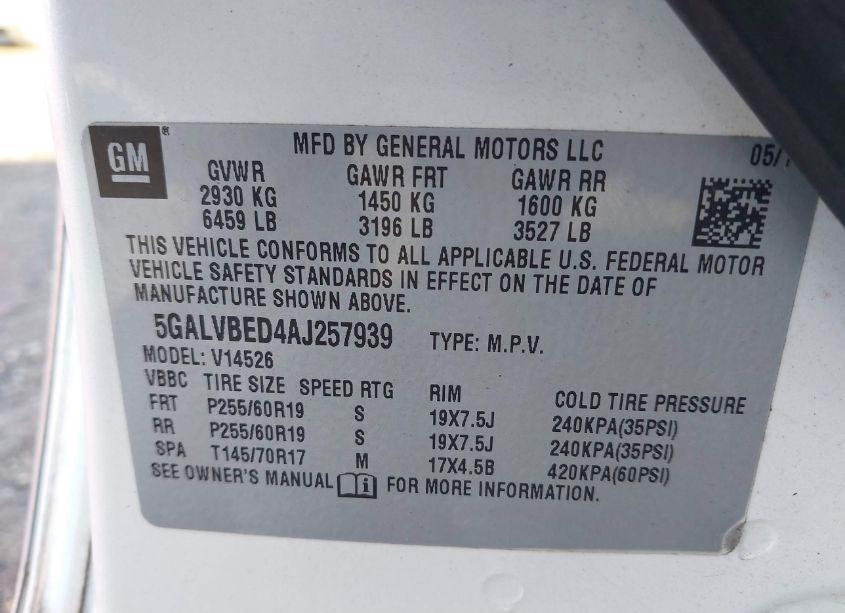 GM ®
MFD BY GENERAL MOTORS LLC 05/1
GVWR GAWR FRT GAWR RR
2930 KG 1450 KG 1600 KG
6459 LB 3196 LB 3527 LB
THIS VEHICLE CONFORMS TO ALL APPLICABLE U.S. FEDERAL MOTOR
VEHICLE SAFETY STANDARDS IN EFFECT ON THE DATE OF
MANUFACTURE SHOWN ABOVE.
5GALVBED4AJ257939 TYPE: M.P.V.
MODEL: V14526
VBBC TIRE SIZE SPEED RTG RIM COLD TIRE PRESSURE
FRT P255/60R19 S 19X7.5J 240KPA(35PSI)
RR P255/60R19 S 19X7.5J 240KPA(35PSI)
SPA T145/70R17 M 17X4.5B 420KPA(60PSI)
SEE OWNER'S MANUAL i FOR MORE INFORMATION.